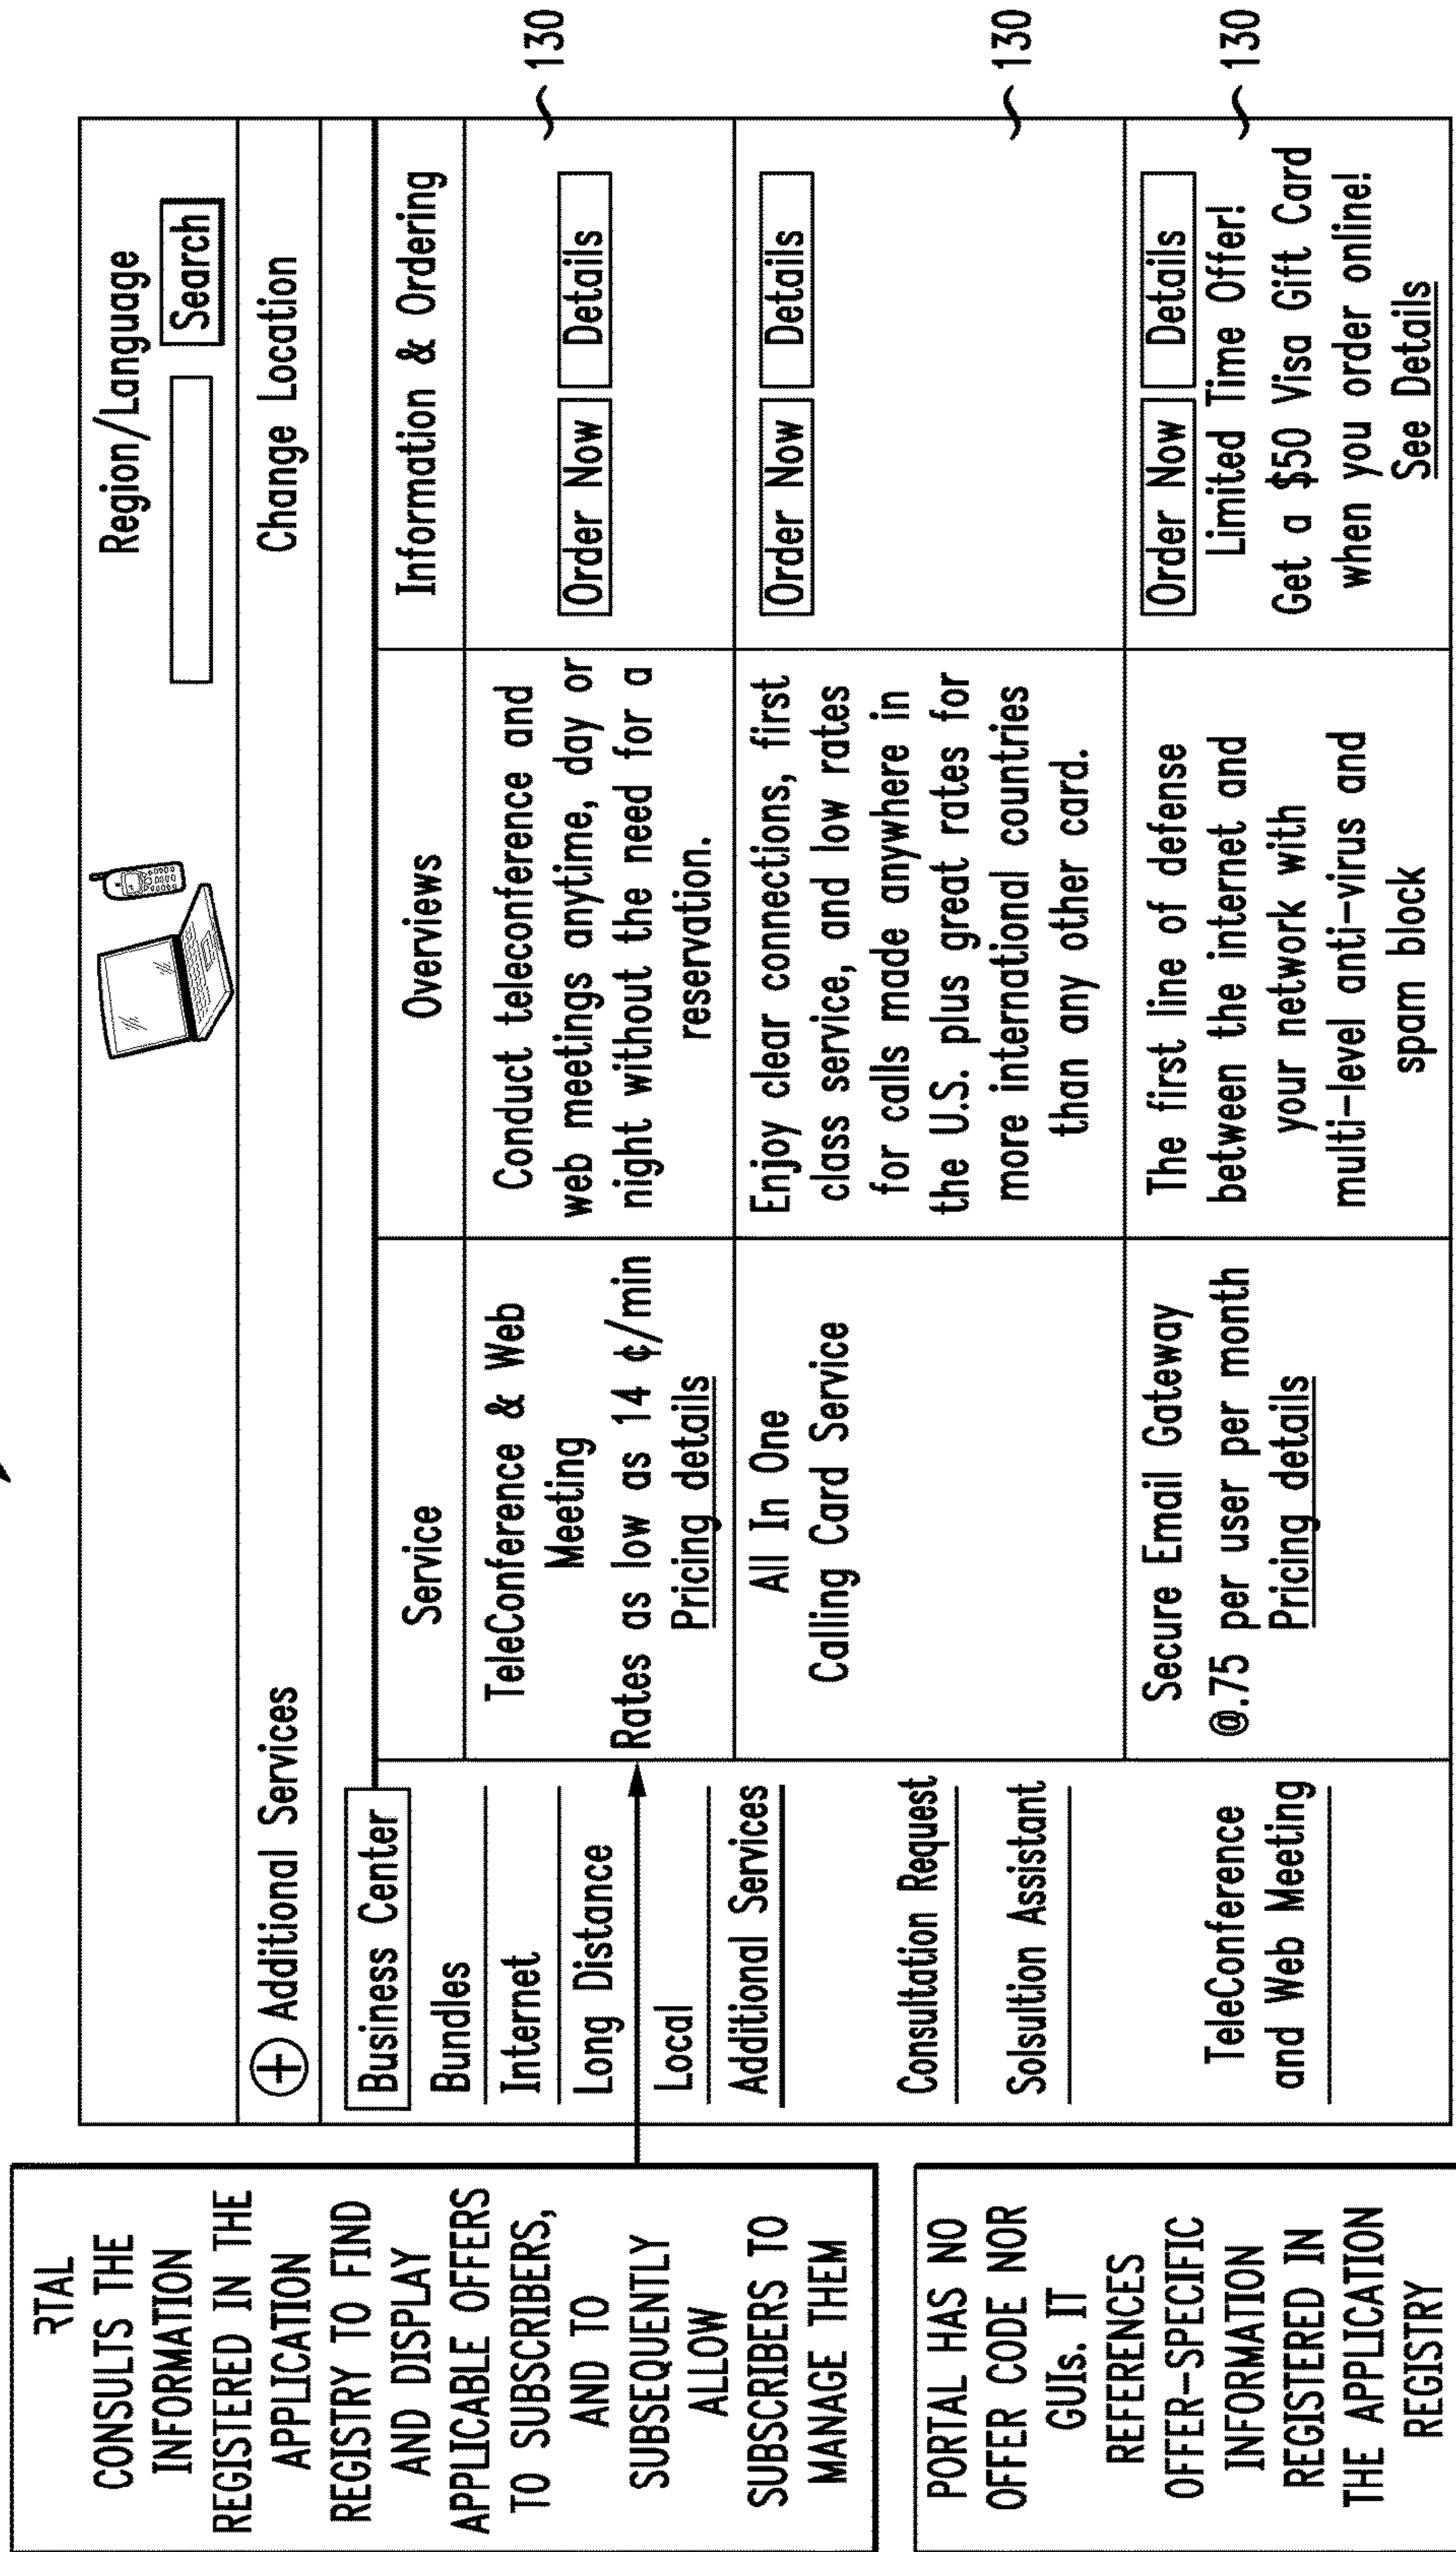 RTAL
CONSULTS THE
INFORMATION
REGISTERED IN THE
APPLICATION
REGISTRY TO FIND
AND DISPLAY
APPLICABLE OFFERS
TO SUBSCRIBERS,
AND TO
SUBSEQUENTLY
ALLOW
SUBSCRIBERS TO
MANAGE THEM
PORTAL HAS NO
OFFER CODE NOR
GUIs. IT
REFERENCES
OFFER-SPECIFIC
INFORMATION
REGISTERED IN
THE APPLICATION
REGISTRY
Region/Language
Search
Additional Services
Change Location
Business Center
Bundles
Internet
Long Distance
Local
Additional Services
Consultation Request
Solsultion Assistant
TeleConference
and Web Meeting
Service
Overviews
Information & Ordering
TeleConference & Web
Meeting
Rates as low as 14 ¢/min
Pricing details
Conduct teleconference and
web meetings anytime, day or
night without the need for a
reservation.
Order Now
Details
130
All In One
Calling Card Service
Enjoy clear connections, first
class service, and low rates
for calls made anywhere in
the U.S. plus great rates for
more international countries
than any other card.
Order Now
Details
130
Secure Email Gateway
@.75 per user per month
Pricing details
The first line of defense
between the internet and
your network with
multi-level anti-virus and
spam block
Order Now
Details
Limited Time Offer!
Get a $50 Visa Gift Card
when you order online!
See Details
130